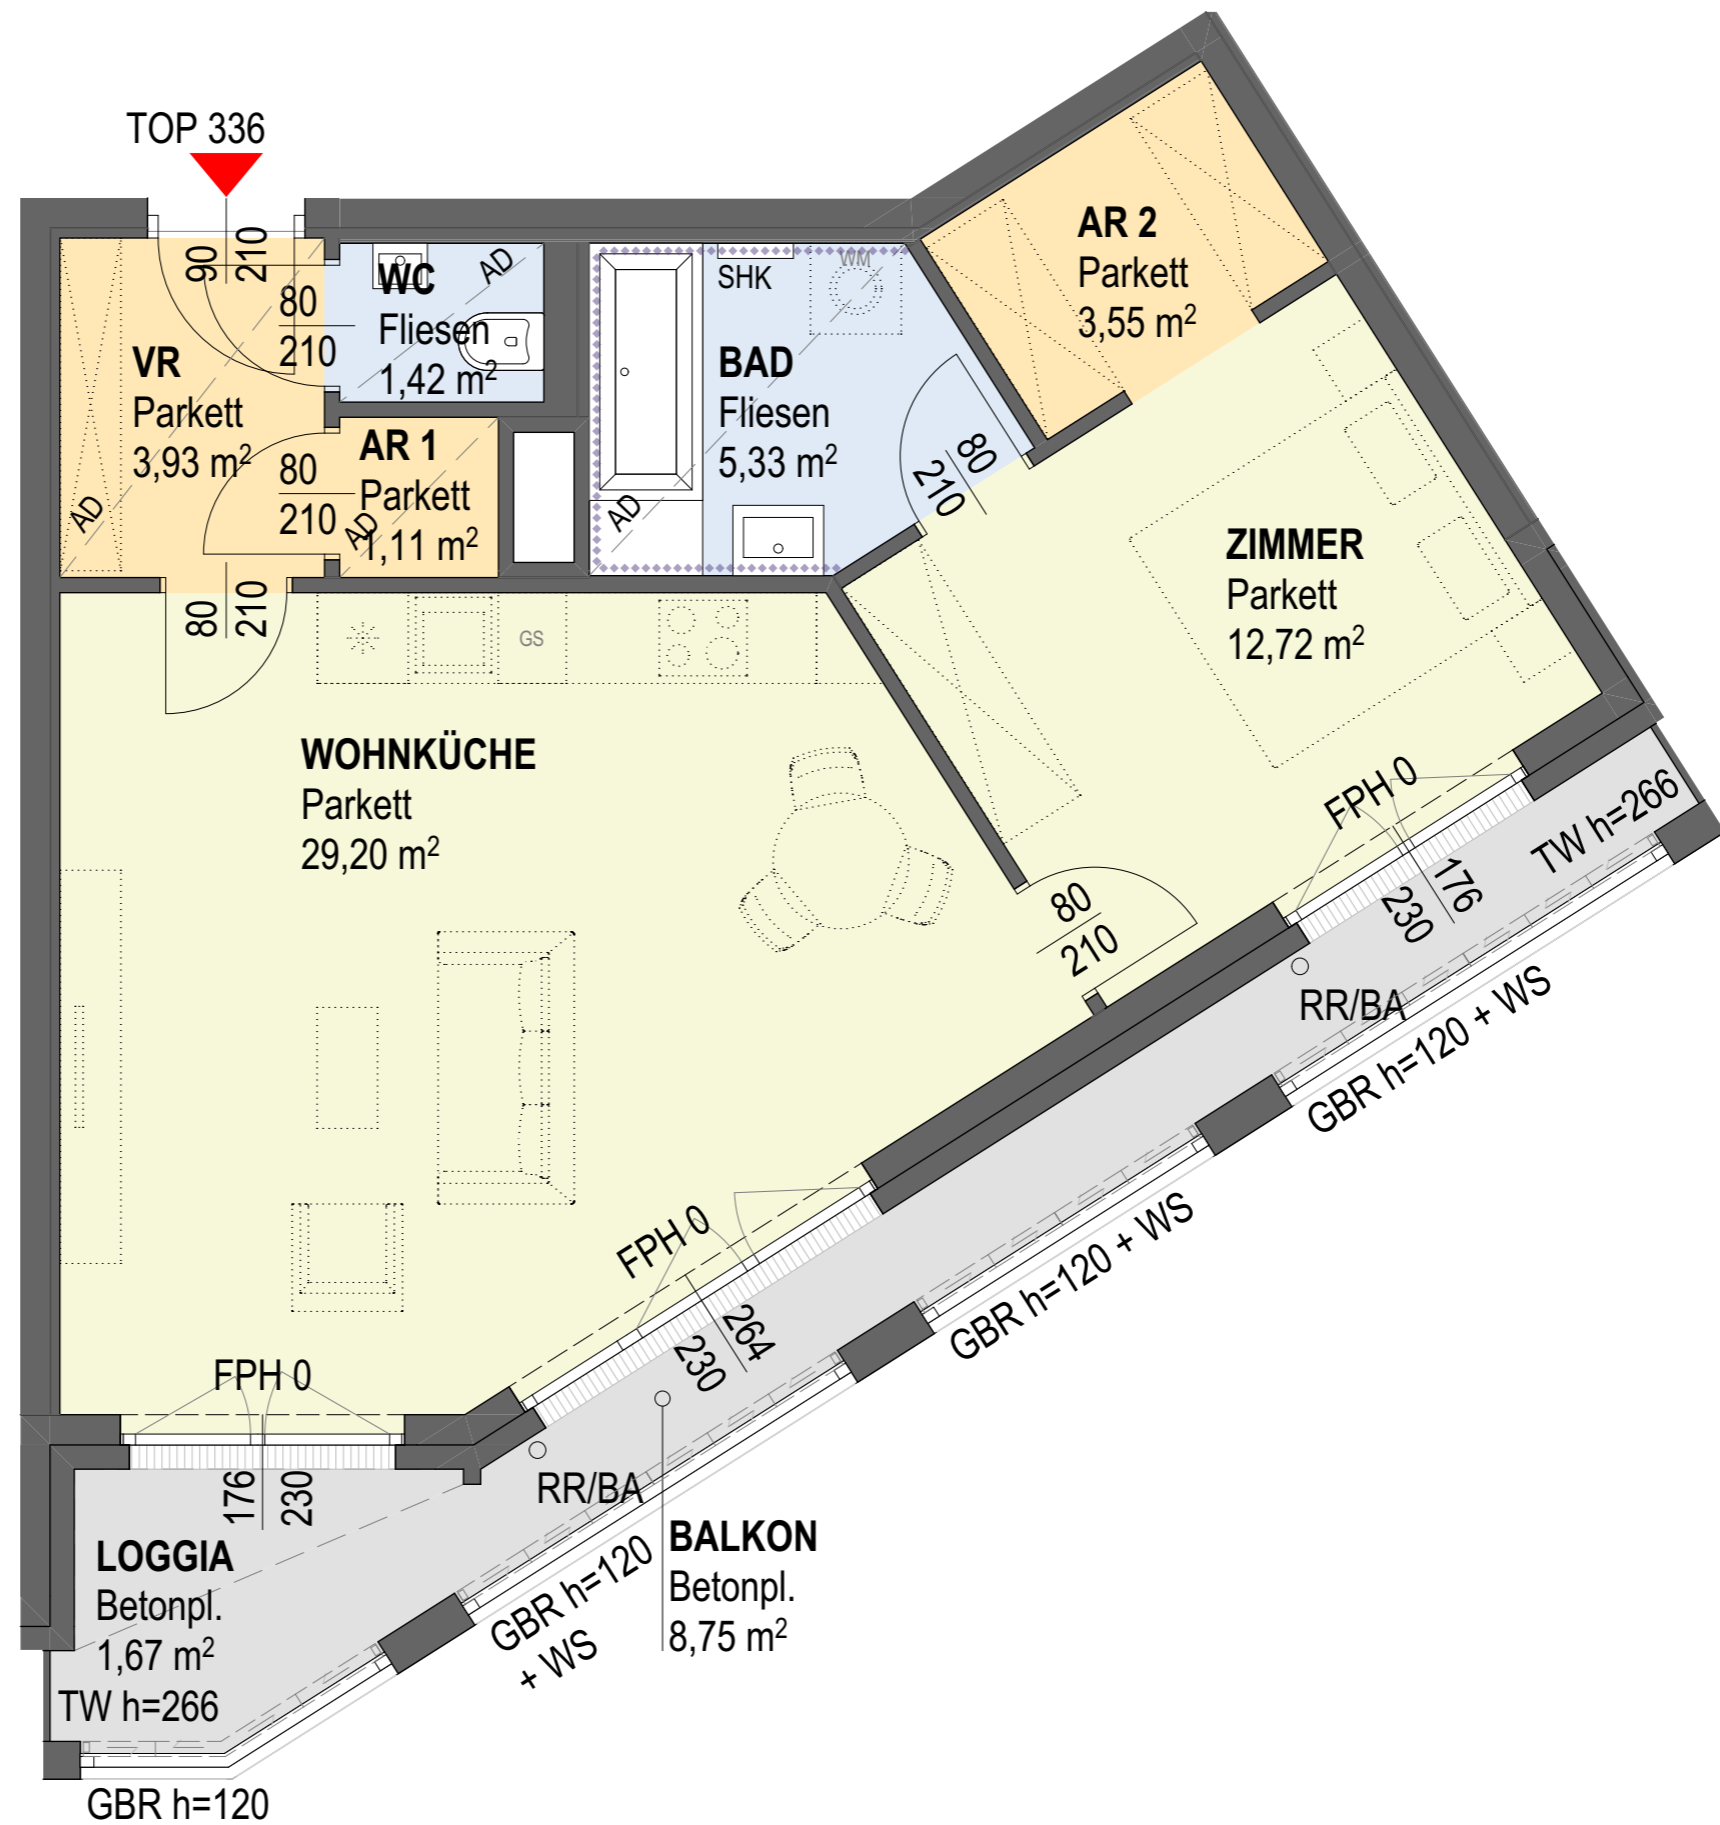 TOP 336
90
210
VR
Parkett
3,93 m²
AD
80
210
WC
Fliesen
1,42 m²
AD
80
210
AR 1
Parkett
1,11 m²
AD
80
210
SHK
WM
BAD
Fliesen
5,33 m²
AD
80
210
AR 2
Parkett
3,55 m²
ZIMMER
Parkett
12,72 m²
GS
WOHNKÜCHE
Parkett
29,20 m²
80
210
FPH 0
176
230
TW h=266
RR/BA
GBR h=120 + WS
FPH 0
264
230
GBR h=120 + WS
FPH 0
176
230
RR/BA
LOGGIA
Betonpl.
1,67 m²
TW h=266
BALKON
Betonpl.
8,75 m²
GBR h=120
+ WS
GBR h=120